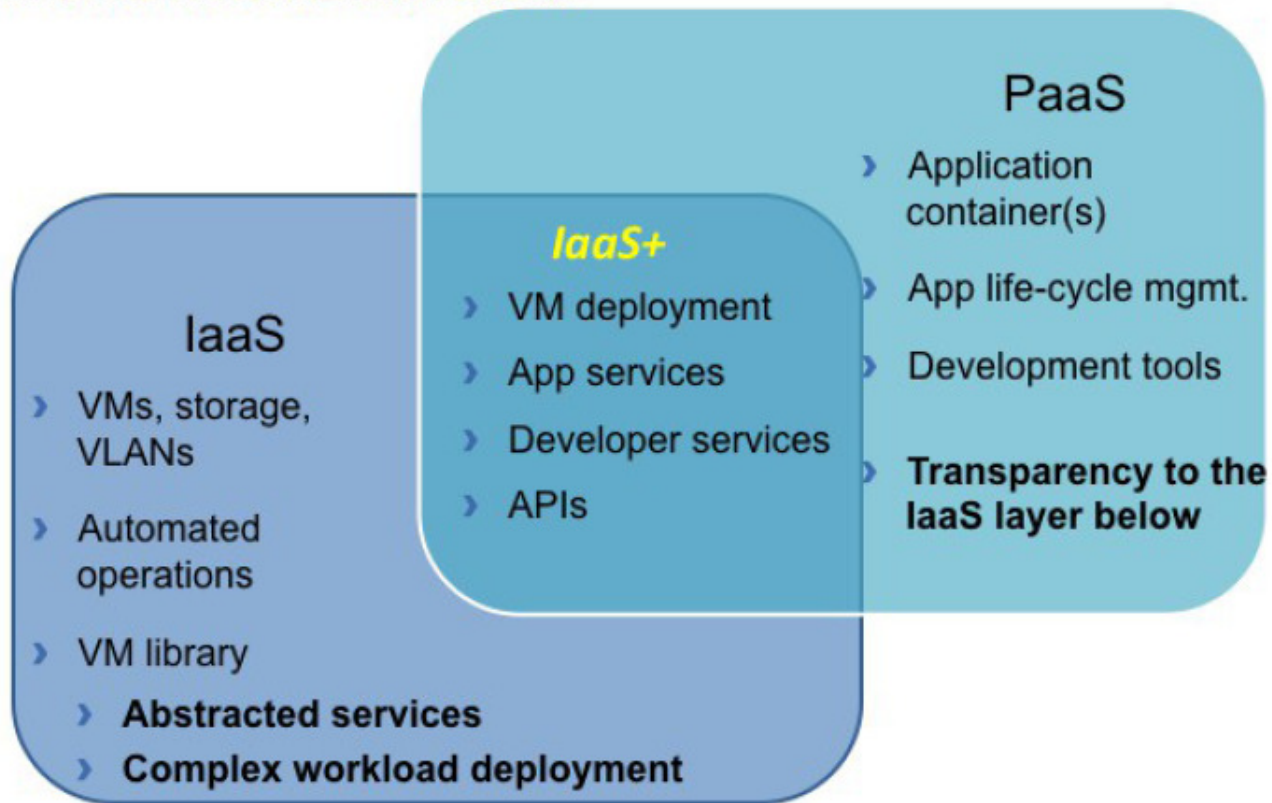 IaaS
› VMs, storage,
VLANs
› Automated
operations
› VM library
› Abstracted services
› Complex workload deployment
IaaS+
› VM deployment
› App services
› Developer services
› APIs
PaaS
› Application
container(s)
› App life-cycle mgmt.
› Development tools
› Transparency to the
IaaS layer below